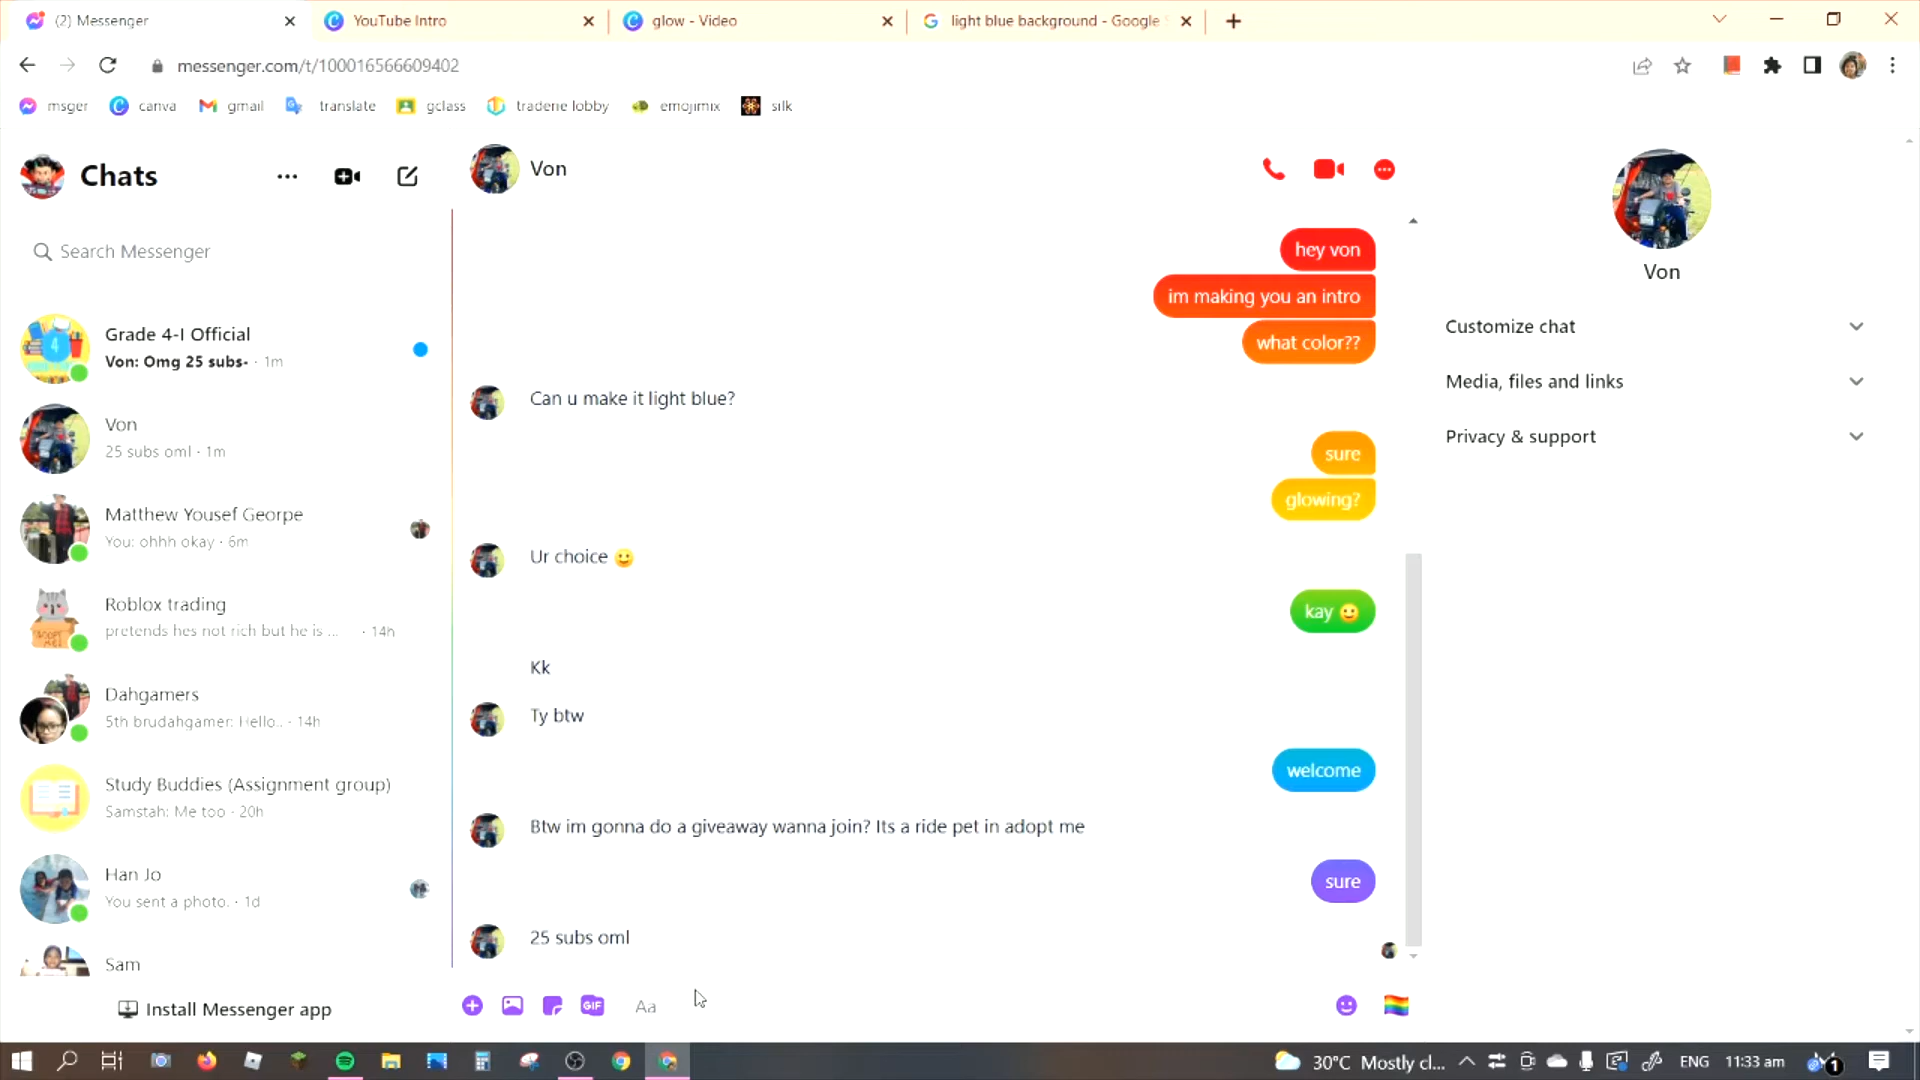 (2) Messenger
YouTube Intro
glow - Video
light blue background - Google
messenger.com/t/100016566609402
msger
canva
gmail
translate
gclass
traderie lobby
emojimix
silk
Chats
Search Messenger
Grade 4-I Official
Von: Omg 25 subs- · 1m
Von
25 subs oml · 1m
Matthew Yousef Georpe
You: ohhh okay · 6m
Roblox trading
pretends hes not rich but he is ... · 14h
Dahgamers
5th brudahgamer: Hello.. · 14h
Study Buddies (Assignment group)
Samstah: Me too · 20h
Han Jo
You sent a photo. · 1d
Sam
Install Messenger app
Von
hey von
im making you an intro
what color??
Can u make it light blue?
sure
glowing?
Ur choice 🙂
kay 🙂
Kk
Ty btw
welcome
Btw im gonna do a giveaway wanna join? Its a ride pet in adopt me
sure
25 subs oml
GIF
Aa
Von
Customize chat
Media, files and links
Privacy & support
30°C Mostly cl...
ENG
11:33 am
1